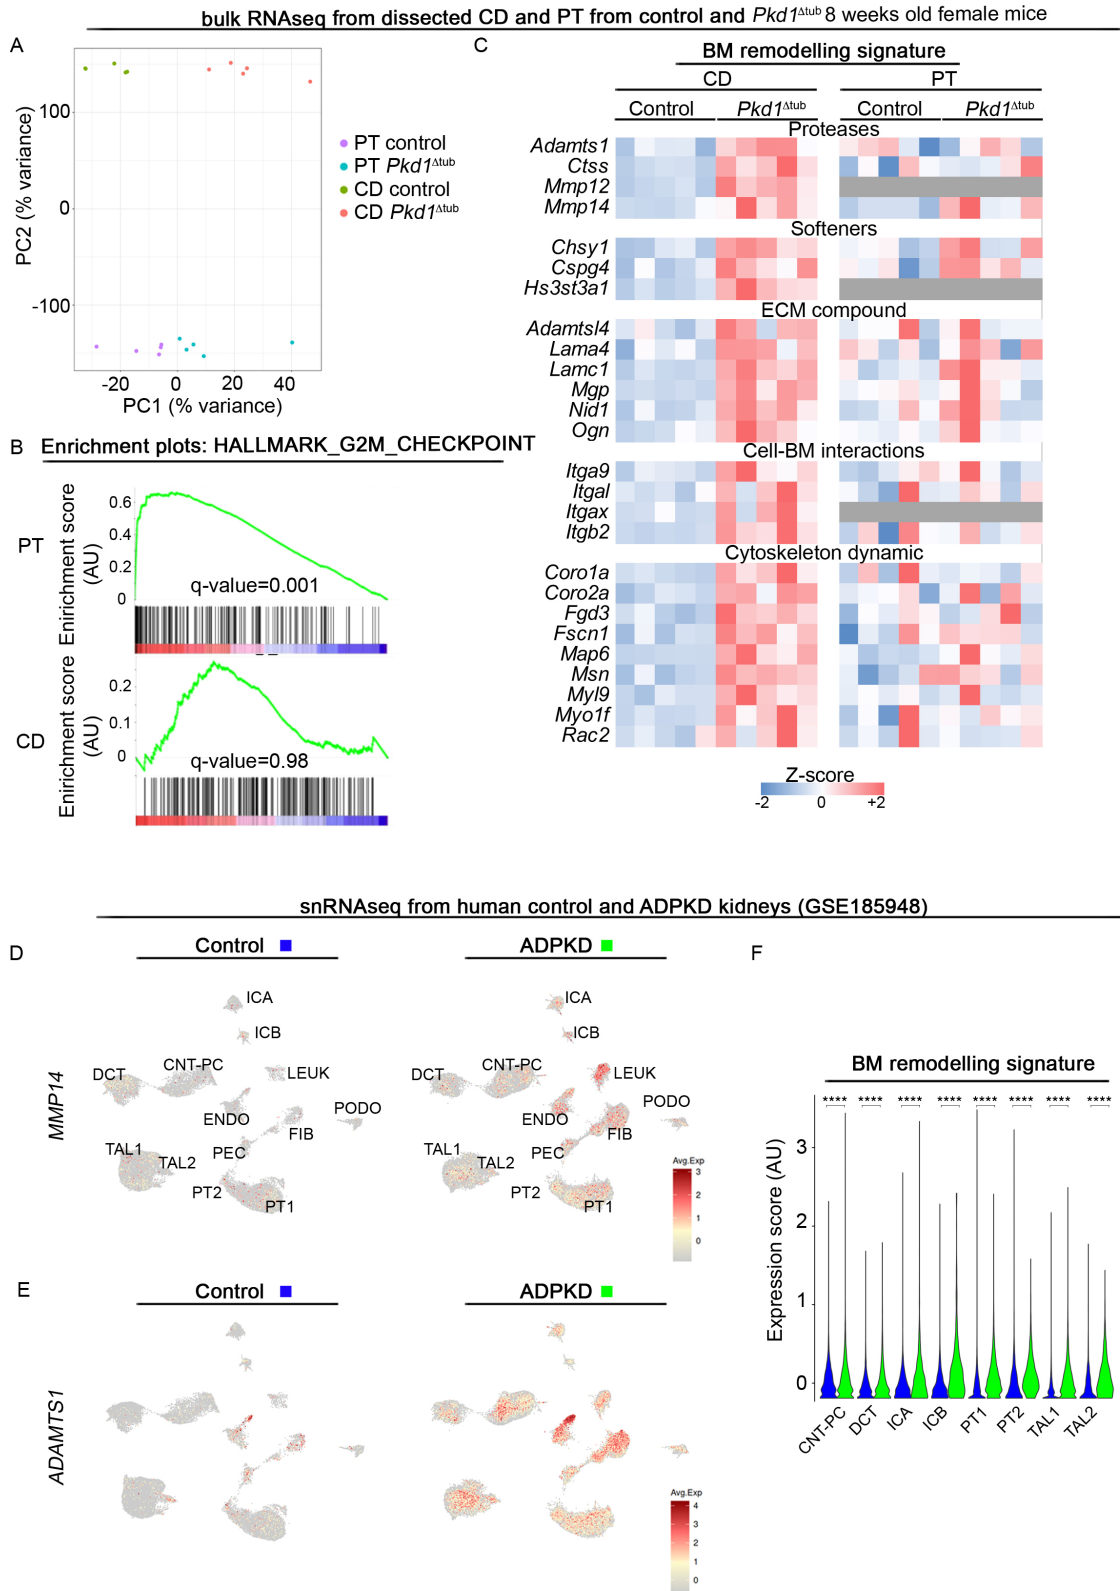 bulk RNAseq from dissected CD and PT from control and Pkd1Δtub 8 weeks old female mice
A
PC2 (% variance)
100
0
-100
-20 0 20 40
PC1 (% variance)
PT control
PT Pkd1Δtub
CD control
CD Pkd1Δtub
B
Enrichment plots: HALLMARK_G2M_CHECKPOINT
PT
Enirichment score
(AU)
0.6
0.4
0.2
0
q-value=0.001
CD
Enirichment score
(AU)
0.2
0.1
0
q-value=0.98
C
BM remodelling signature
CD PT
Control Pkd1Δtub Control Pkd1Δtub
Proteases
Adamts1
Ctss
Mmp12
Mmp14
Softeners
Chsy1
Cspg4
Hs3st3a1
ECM compound
Adamtsl4
Lama4
Lamc1
Mgp
Nid1
Ogn
Cell-BM interactions
Itga9
Itgal
Itgax
Itgb2
Cytoskeleton dynamic
Coro1a
Coro2a
Fgd3
Fscn1
Map6
Msn
Myl9
Myo1f
Rac2
Z-score
-2 0 +2
snRNAseq from human control and ADPKD kidneys (GSE185948)
D
Control ADPKD
MMP14
ICA
ICB
CNT-PC
DCT
LEUK
ENDO
PODO
FIB
PEC
TAL1
TAL2
PT2
PT1
ICA
ICB
CNT-PC
DCT
LEUK
ENDO
PODO
FIB
PEC
TAL1
TAL2
PT2
PT1
Avg.Exp
3
2
1
0
E
Control ADPKD
ADAMTS1
Avg.Exp
4
3
2
1
0
F
BM remodelling signature
**** **** **** **** **** **** **** ****
Expression score (AU)
3
2
1
0
CNT-PC DCT ICA ICB PT1 PT2 TAL1 TAL2